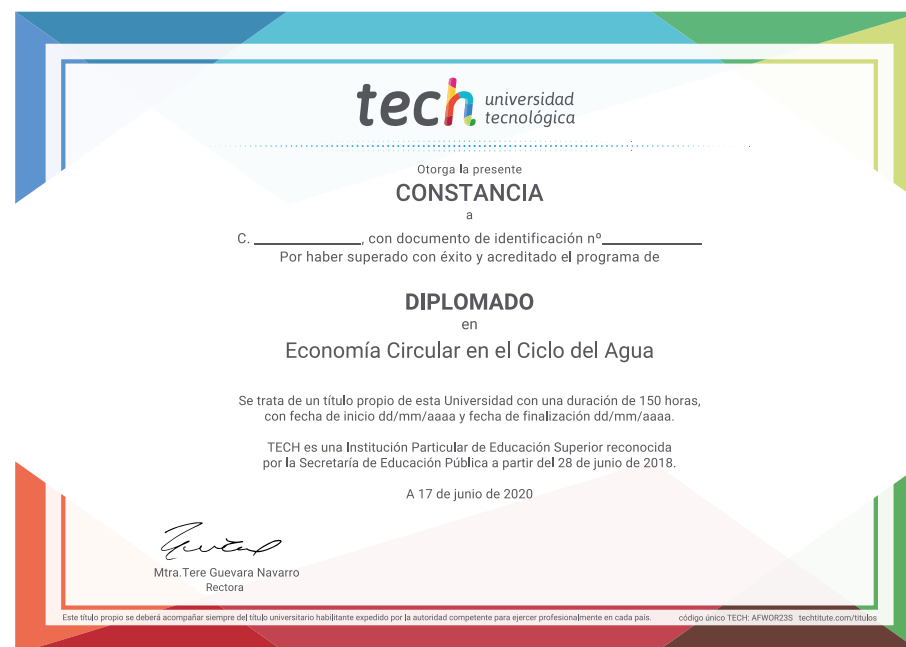 tech universidad
tecnológica
Otorga la presente
CONSTANCIA
a
C. ____________, con documento de identificación nº___________
Por haber superado con éxito y acreditado el programa de
DIPLOMADO
en
Economía Circular en el Ciclo del Agua
Se trata de un título propio de esta Universidad con una duración de 150 horas,
con fecha de inicio dd/mm/aaaa y fecha de finalización dd/mm/aaaa.
TECH es una Institución Particular de Educación Superior reconocida
por la Secretaría de Educación Pública a partir del 28 de junio de 2018.
A 17 de junio de 2020
Mtra.Tere Guevara Navarro
Rectora
Este título propio se deberá acompañar siempre del título universitario habilitante expedido por la autoridad competente para ejercer profesionalmente en cada país. código único TECH: AFWOR23S techtitute.com/titulos